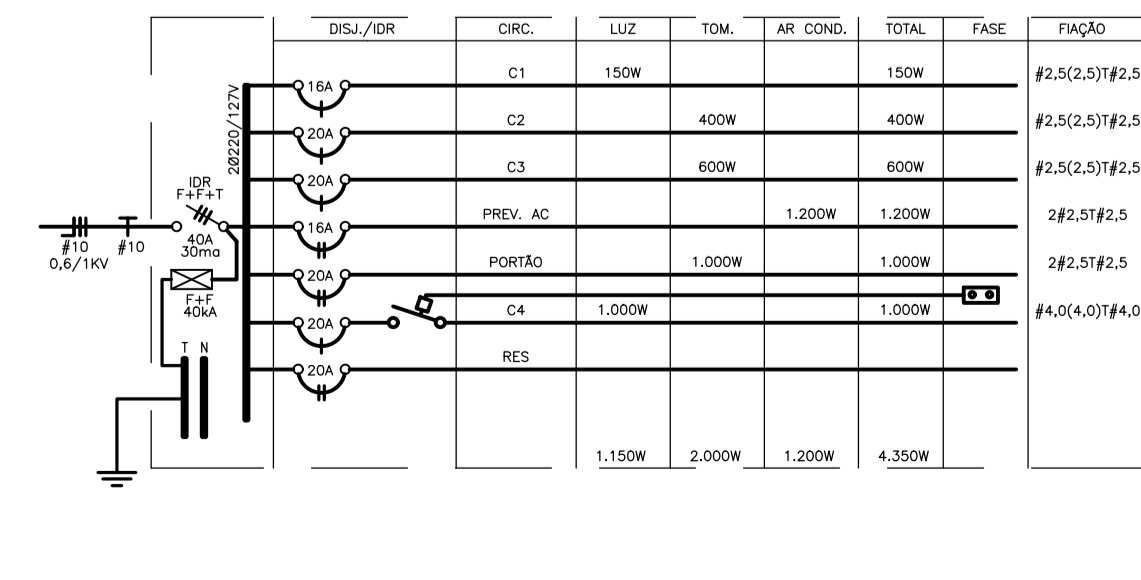 DISJ./IDR CIRC. LUZ TOM. AR COND. TOTAL FASE FIAÇÃO
16A C1 150W 150W #2,5(2,5)T#2,5
20A C2 400W 400W #2,5(2,5)T#2,5
20A C3 600W 600W #2,5(2,5)T#2,5
16A PREV. AC 1.200W 1.200W 2#2,5T#2,5
20A PORTÃO 1.000W 1.000W 2#2,5T#2,5
20A C4 1.000W 1.000W #4,0(4,0)T#4,0
20A RES
1.150W 2.000W 1.200W 4.350W
2Ø220/127V
IDR
F+F+T
40A
30ma
#10 #10
0,6/1KV
F+F
40kA
T N